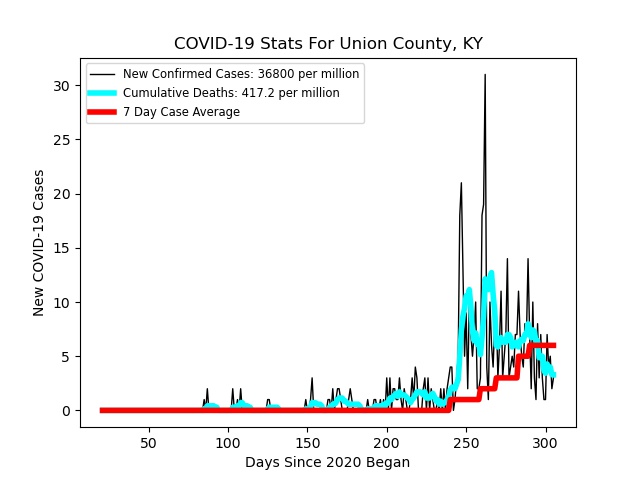 COVID-19 Stats For Union County, KY
New Confirmed Cases: 36800 per million
Cumulative Deaths: 417.2 per million
7 Day Case Average
New COVID-19 Cases
30
25
20
15
10
5
0
50 100 150 200 250 300
Days Since 2020 Began